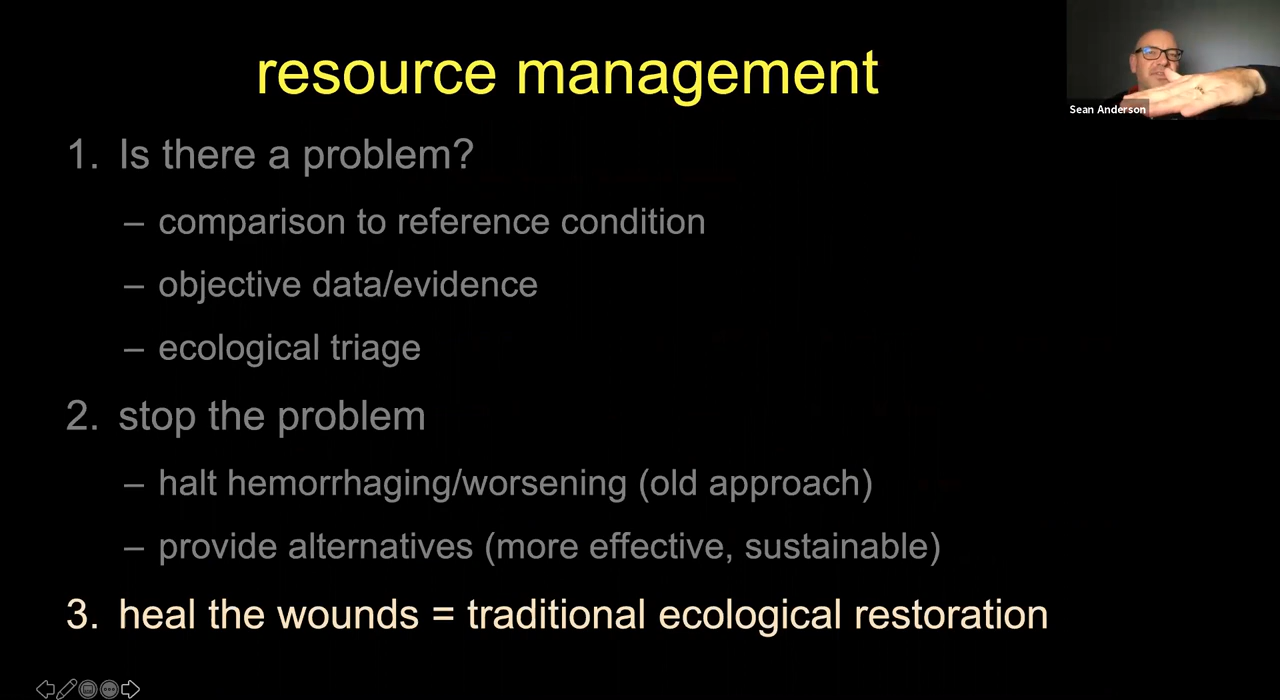 resource management
Sean Anderson
1. Is there a problem?
– comparison to reference condition
– objective data/evidence
– ecological triage
2. stop the problem
– halt hemorrhaging/worsening (old approach)
– provide alternatives (more effective, sustainable)
3. heal the wounds = traditional ecological restoration